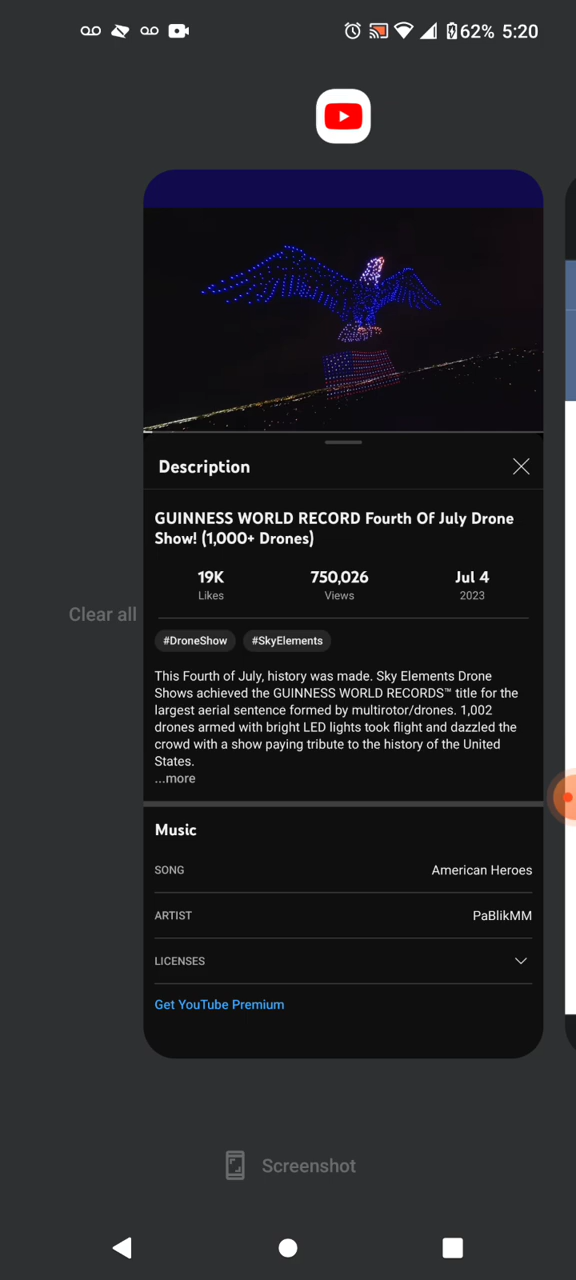 62% 5:20
Description
GUINNESS WORLD RECORD Fourth Of July Drone
Show! (1,000+ Drones)
19K
Likes
750,026
Views
Jul 4
2023
Clear all
#DroneShow #SkyElements
This Fourth of July, history was made. Sky Elements Drone
Shows achieved the GUINNESS WORLD RECORDS™ title for the
largest aerial sentence formed by multirotor/drones. 1,002
drones armed with bright LED lights took flight and dazzled the
crowd with a show paying tribute to the history of the United
States.
...more
Music
SONG American Heroes
ARTIST PaBlikMM
LICENSES
Get YouTube Premium
Screenshot